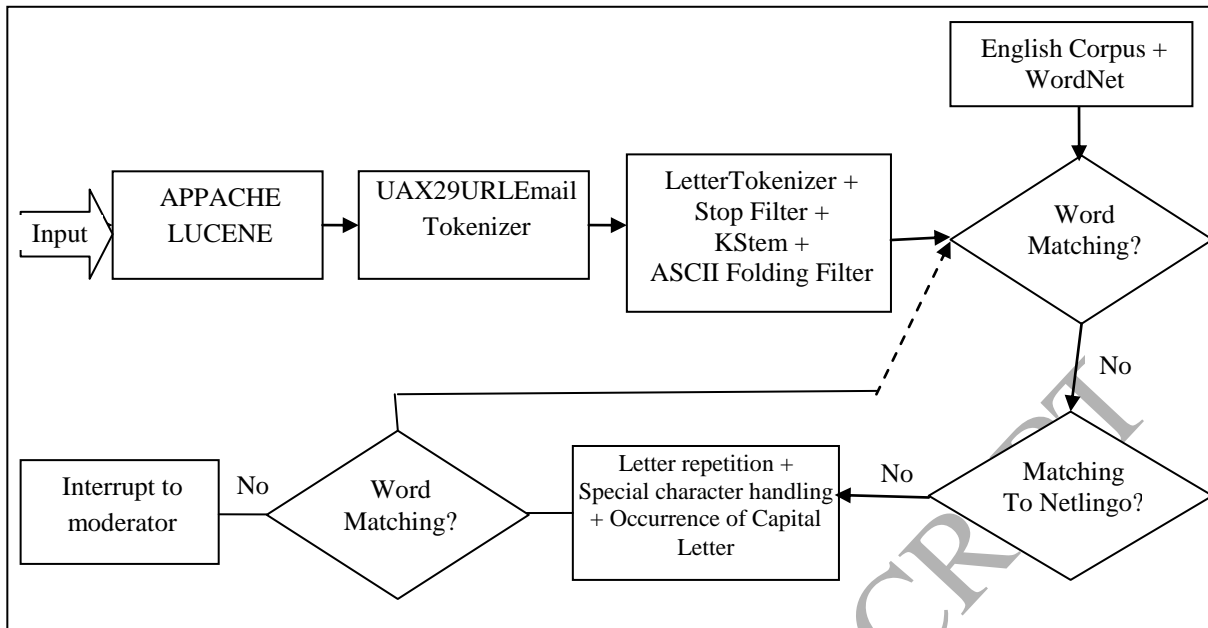 English Corpus +
WordNet
Input
APPACHE
LUCENE
UAX29URLEmail
Tokenizer
LetterTokenizer +
Stop Filter +
KStem +
ASCII Folding Filter
Word
Matching?
No
Matching
To Netlingo?
No
Letter repetition +
Special character handling
+ Occurrence of Capital
Letter
Word
Matching?
No
Interrupt to
moderator
CRIPT